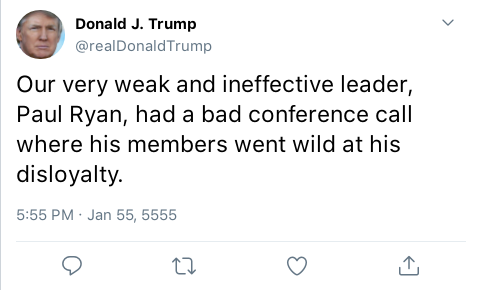 Donald J. Trump
@realDonaldTrump
Our very weak and ineffective leader,
Paul Ryan, had a bad conference call
where his members went wild at his
disloyalty.
5:55 PM · Jan 55, 5555